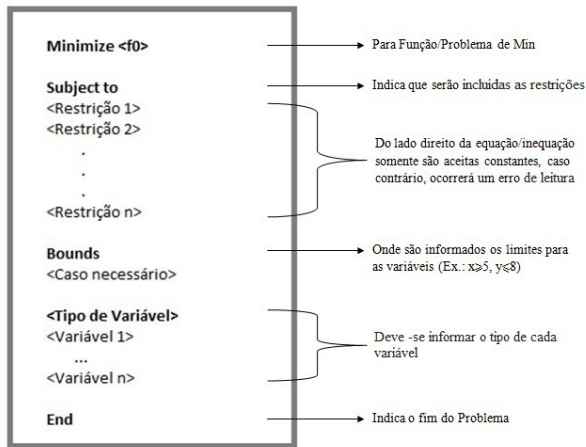 Minimize <f0>
Para Função/Problema de Min
Subject to
Indica que serão incluidas as restrições
<Restrição 1>
<Restrição 2>
.
.
.
<Restrição n>
Do lado direito da equação/inequação
somente são aceitas constantes, caso
contrário, ocorrerá um erro de leitura
Bounds
<Caso necessário>
Onde são informados os limites para
as variáveis (Ex.: x⩾5, y⩽8)
<Tipo de Variável>
<Variável 1>
...
<Variável n>
Deve -se informar o tipo de cada
variável
End
Indica o fim do Problema